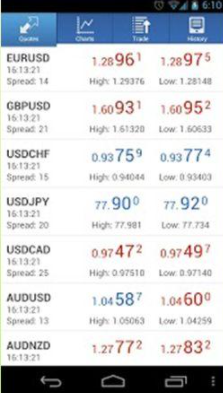 6:10
Quotes Charts Trade History
EURUSD 1.28961 1.28975
16:13:21
Spread: 14 High: 1.29376 Low: 1.28148
GBPUSD 1.60931 1.60952
16:13:21
Spread: 21 High: 1.61320 Low: 1.60633
USDCHF 0.93759 0.93774
16:13:21
Spread: 15 High: 0.94044 Low: 0.93403
USDJPY 77.900 77.920
16:13:21
Spread: 20 High: 77.981 Low: 77.734
USDCAD 0.97472 0.97497
16:13:21
Spread: 25 High: 0.97510 Low: 0.97140
AUDUSD 1.04587 1.04600
16:13:21
Spread: 13 High: 1.05063 Low: 1.04259
AUDNZD 1.27772 1.27832
16:13:21